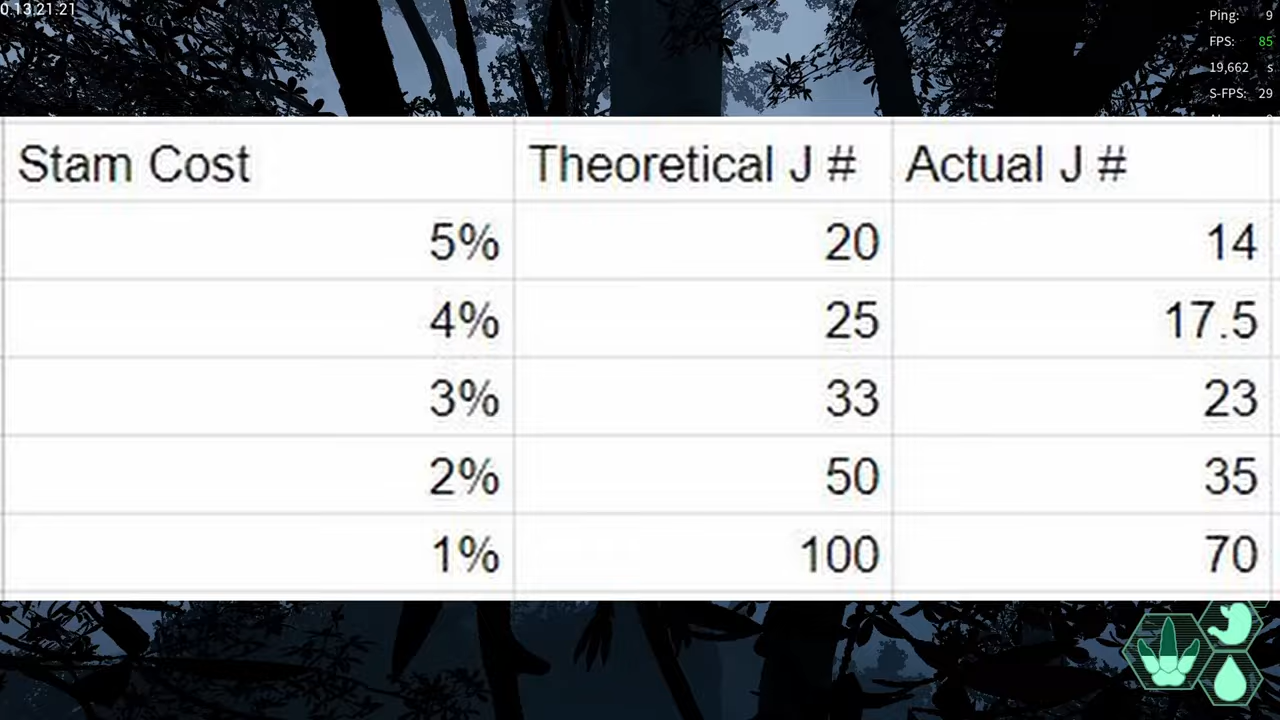 0.13.21.21
Ping: 9
FPS: 85
19,662 s
S-FPS: 29
Stam Cost Theoretical J # Actual J #
5% 20 14
4% 25 17.5
3% 33 23
2% 50 35
1% 100 70